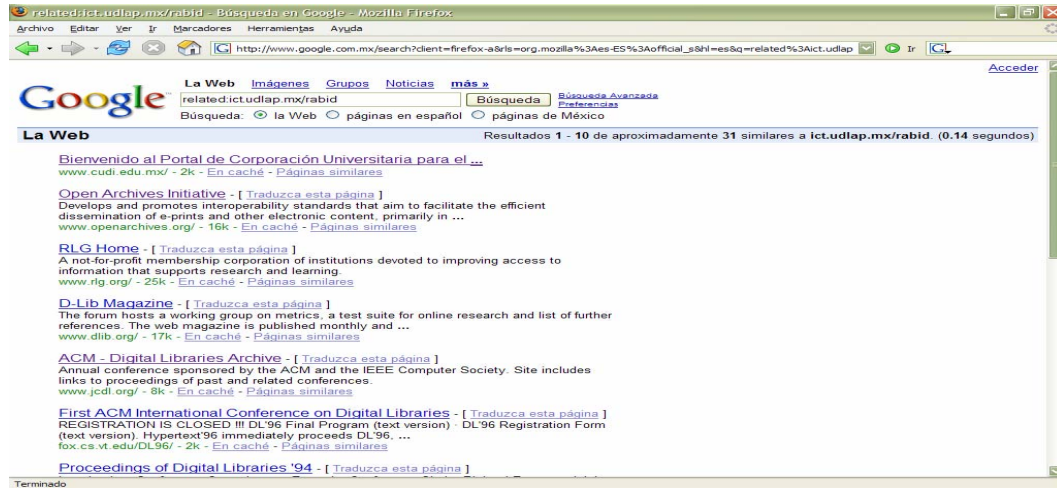 related:ict.udlap.mx/rabid - Búsqueda en Google - Mozilla Firefox
Archivo Editar Ver Ir Marcadores Herramientas Ayuda
http://www.google.com.mx/search?client=firefox-a&rls=org.mozilla%3Aes-ES%3Aofficial_s&hl=es&q=related%3Aict.udlap Ir
Acceder
Google La Web Imágenes Grupos Noticias más »
related:ict.udlap.mx/rabid Búsqueda Búsqueda Avanzada
Preferencias
Búsqueda: la Web páginas en español páginas de México
La Web Resultados 1 - 10 de aproximadamente 31 similares a ict.udlap.mx/rabid. (0.14 segundos)
Bienvenido al Portal de Corporación Universitaria para el ...
www.cudi.edu.mx/ - 2k - En caché - Páginas similares
Open Archives Initiative - [ Traduzca esta página ]
Develops and promotes interoperability standards that aim to facilitate the efficient
dissemination of e-prints and other electronic content, primarily in ...
www.openarchives.org/ - 16k - En caché - Páginas similares
RLG Home - [ Traduzca esta página ]
A not-for-profit membership corporation of institutions devoted to improving access to
information that supports research and learning.
www.rlg.org/ - 25k - En caché - Páginas similares
D-Lib Magazine - [ Traduzca esta página ]
The forum hosts a working group on metrics, a test suite for online research and list of further
references. The web magazine is published monthly and ...
www.dlib.org/ - 17k - En caché - Páginas similares
ACM - Digital Libraries Archive - [ Traduzca esta página ]
Annual conference sponsored by the ACM and the IEEE Computer Society. Site includes
links to proceedings of past and related conferences.
www.jcdl.org/ - 8k - En caché - Páginas similares
First ACM International Conference on Digital Libraries - [ Traduzca esta página ]
REGISTRATION IS CLOSED !!! DL'96 Final Program (text version) · DL'96 Registration Form
(text version). Hypertext'96 immediately proceeds DL'96, ...
fox.cs.vt.edu/DL96/ - 2k - En caché - Páginas similares
Proceedings of Digital Libraries '94 - [ Traduzca esta página ]
Terminado